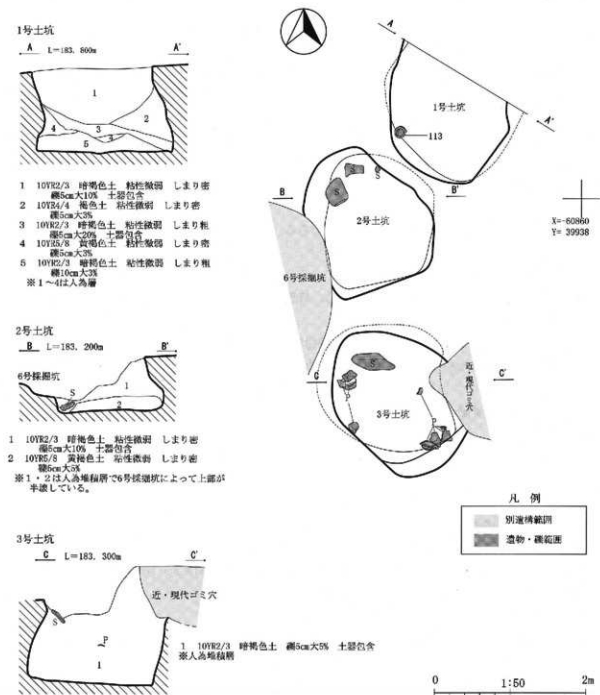 1号土坑
A L=183.800m A'
1
2
4 3 4
5
1 10YR2/3 暗褐色土 粘性微弱 しまり密
礫5cm大10% 土器包含
2 10YR4/4 褐色土 粘性微弱 しまり密
礫5cm大3%
3 10YR2/3 暗褐色土 粘性微弱 しまり粗
礫5cm大20% 土器包含
4 10YR5/8 黄褐色土 粘性微弱 しまり密
礫5cm大3%
5 10YR2/3 暗褐色土 粘性微弱 しまり粗
礫10cm大3%
※1～4は人為層
2号土坑
B L=183.200m B'
6号採掘坑
S 1
2
1 10YR2/3 暗褐色土 粘性微弱 しまり密
礫5cm大10% 土器包含
2 10YR5/8 黄褐色土 粘性微弱 しまり密
礫5cm大5%
※1・2は人為堆積層で6号採掘坑によって上部が
半壊している。
3号土坑
C L=183.300m C'
近・現代ゴミ穴
S
P
1
1 10YR2/3 暗褐色土 礫5cm大5% 土器包含
※人為堆積層
A
1号土坑
113
A'
S S
S
B B'
2号土坑
6号採掘坑
X=-60860
Y= 39938
S
C C'
P P
3号土坑
P
近・現代ゴミ穴
凡 例
別遺構範囲
遺物・礫範囲
0 1:50 2m